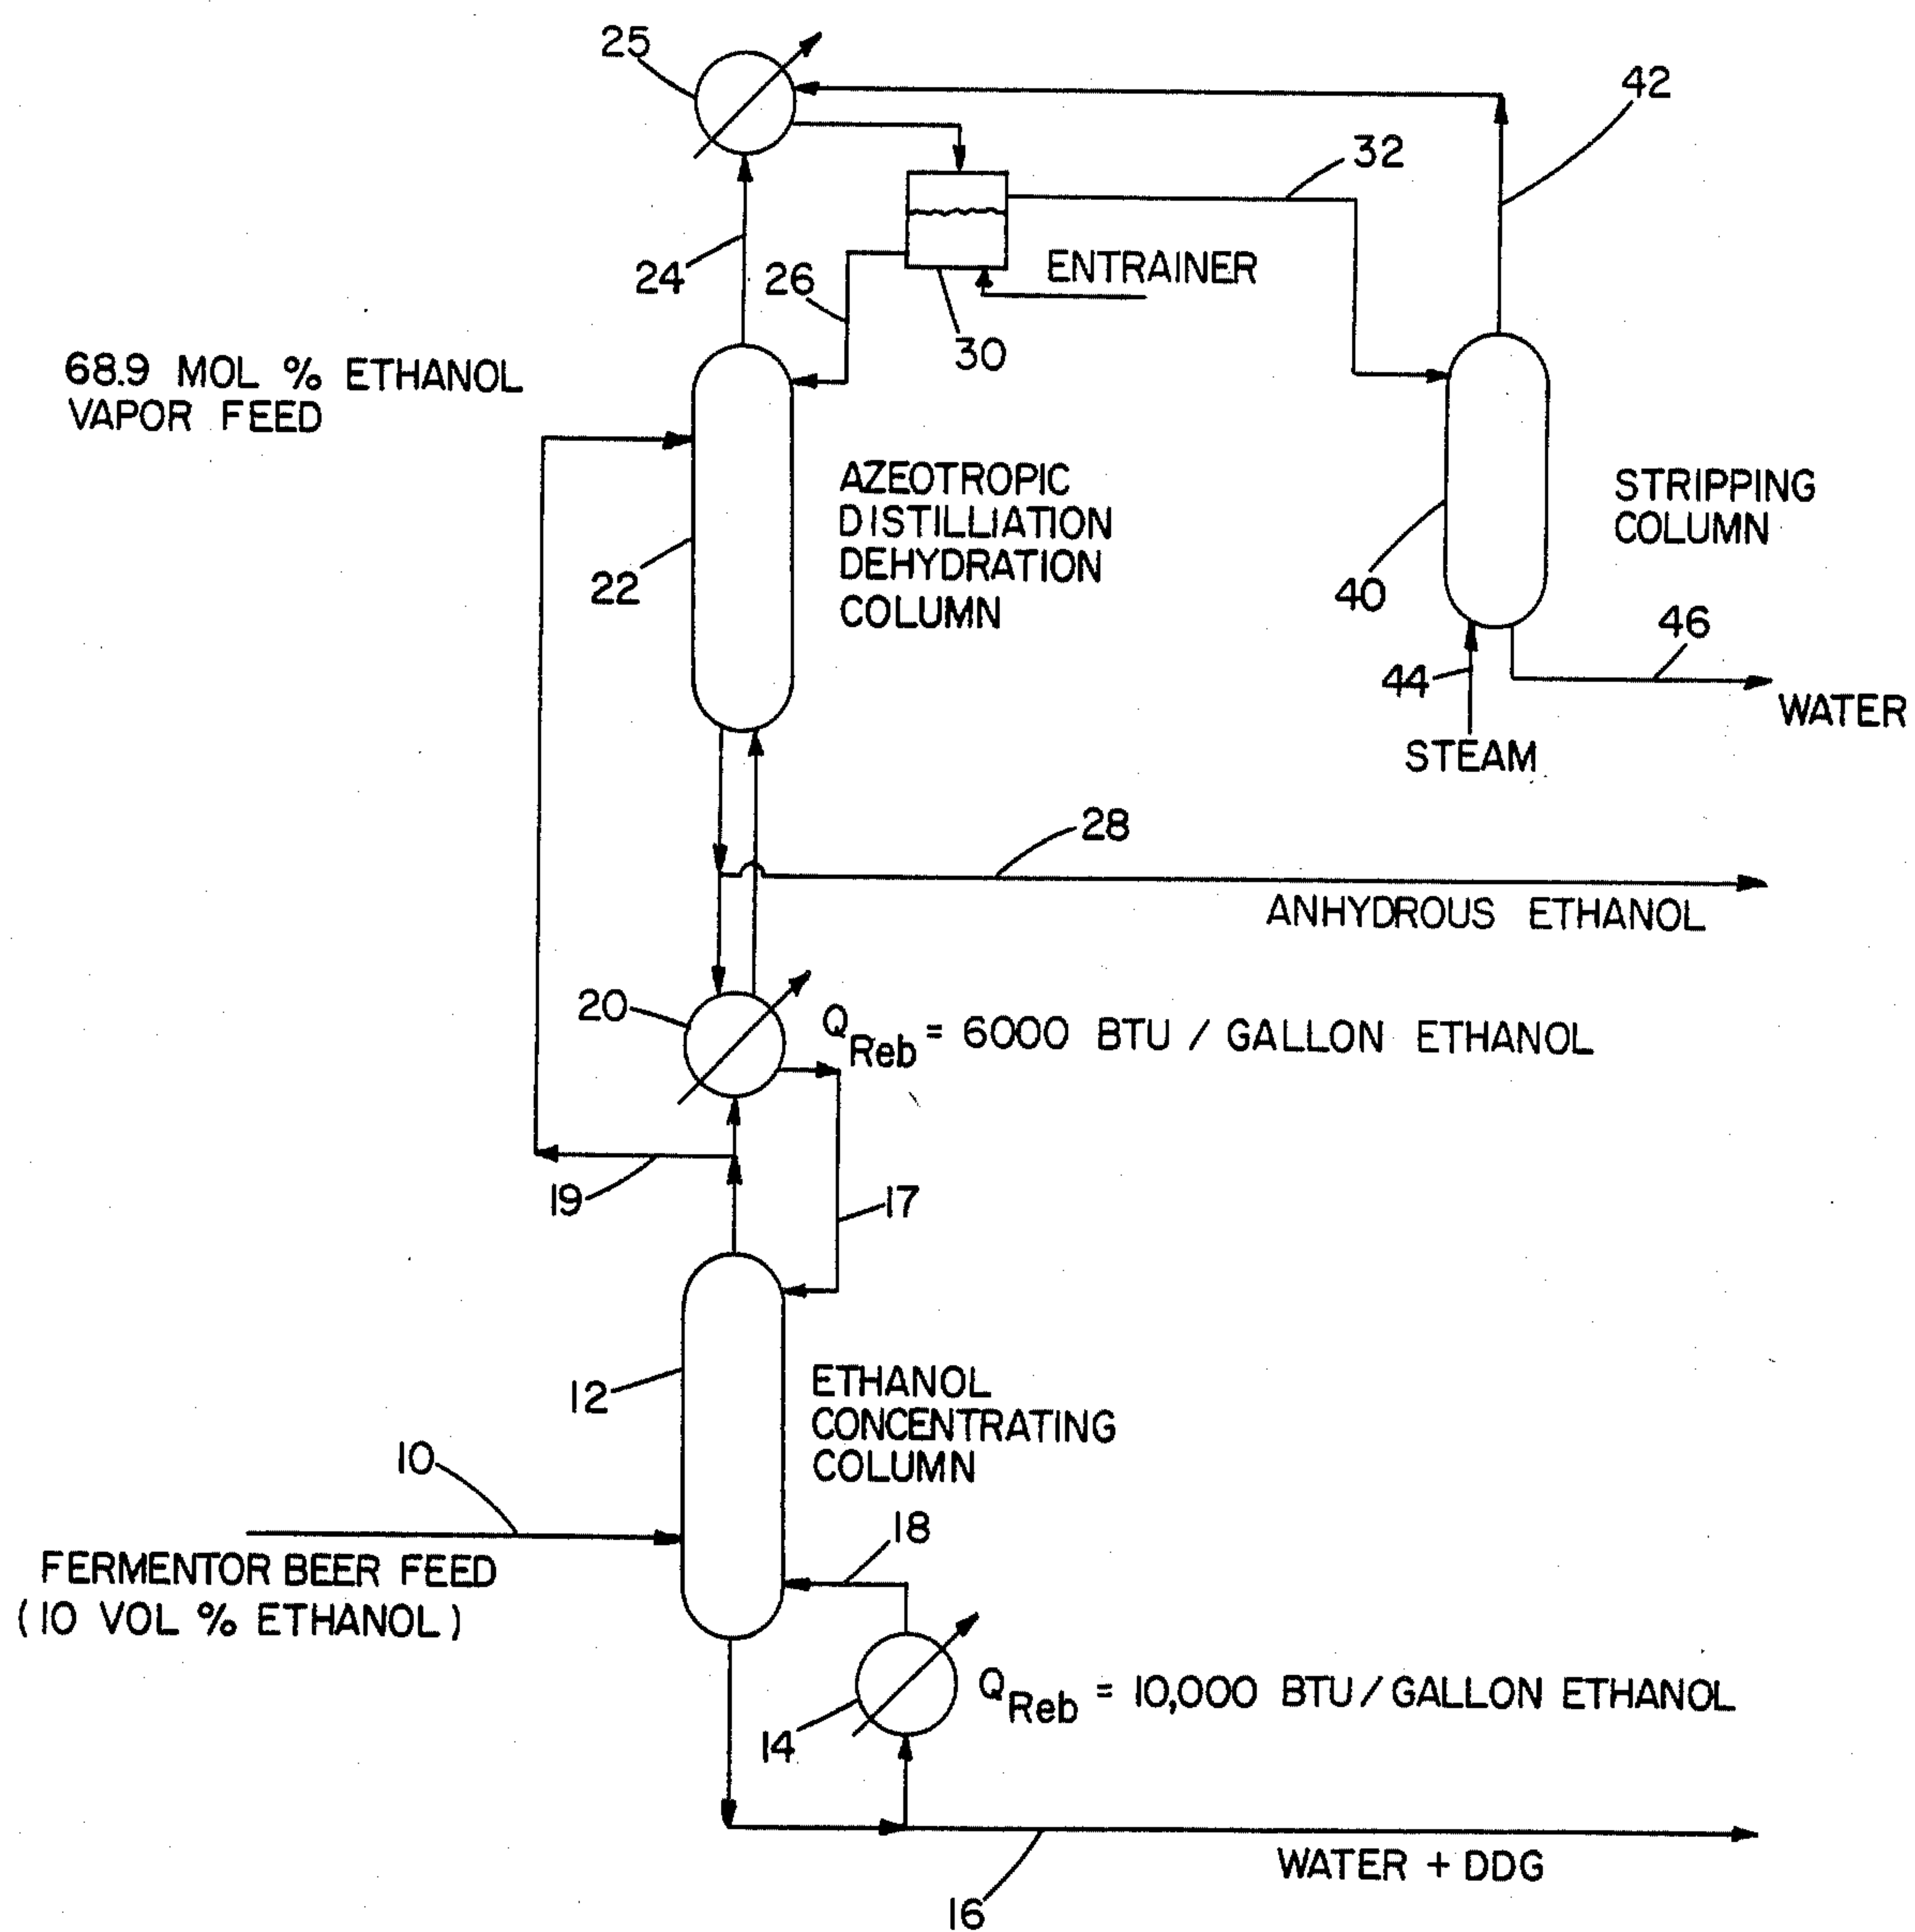 25
42
32
24
26
ENTRAINER
30
68.9 MOL % ETHANOL
VAPOR FEED
AZEOTROPIC
DISTILLIATION
DEHYDRATION
COLUMN
22
STRIPPING
COLUMN
40
46
44
WATER
STEAM
28
ANHYDROUS ETHANOL
20
Q Reb = 6000 BTU / GALLON ETHANOL
19
17
12
ETHANOL
CONCENTRATING
COLUMN
10
18
FERMENTOR BEER FEED
(10 VOL % ETHANOL)
Q Reb = 10,000 BTU/GALLON ETHANOL
14
WATER + DDG
16